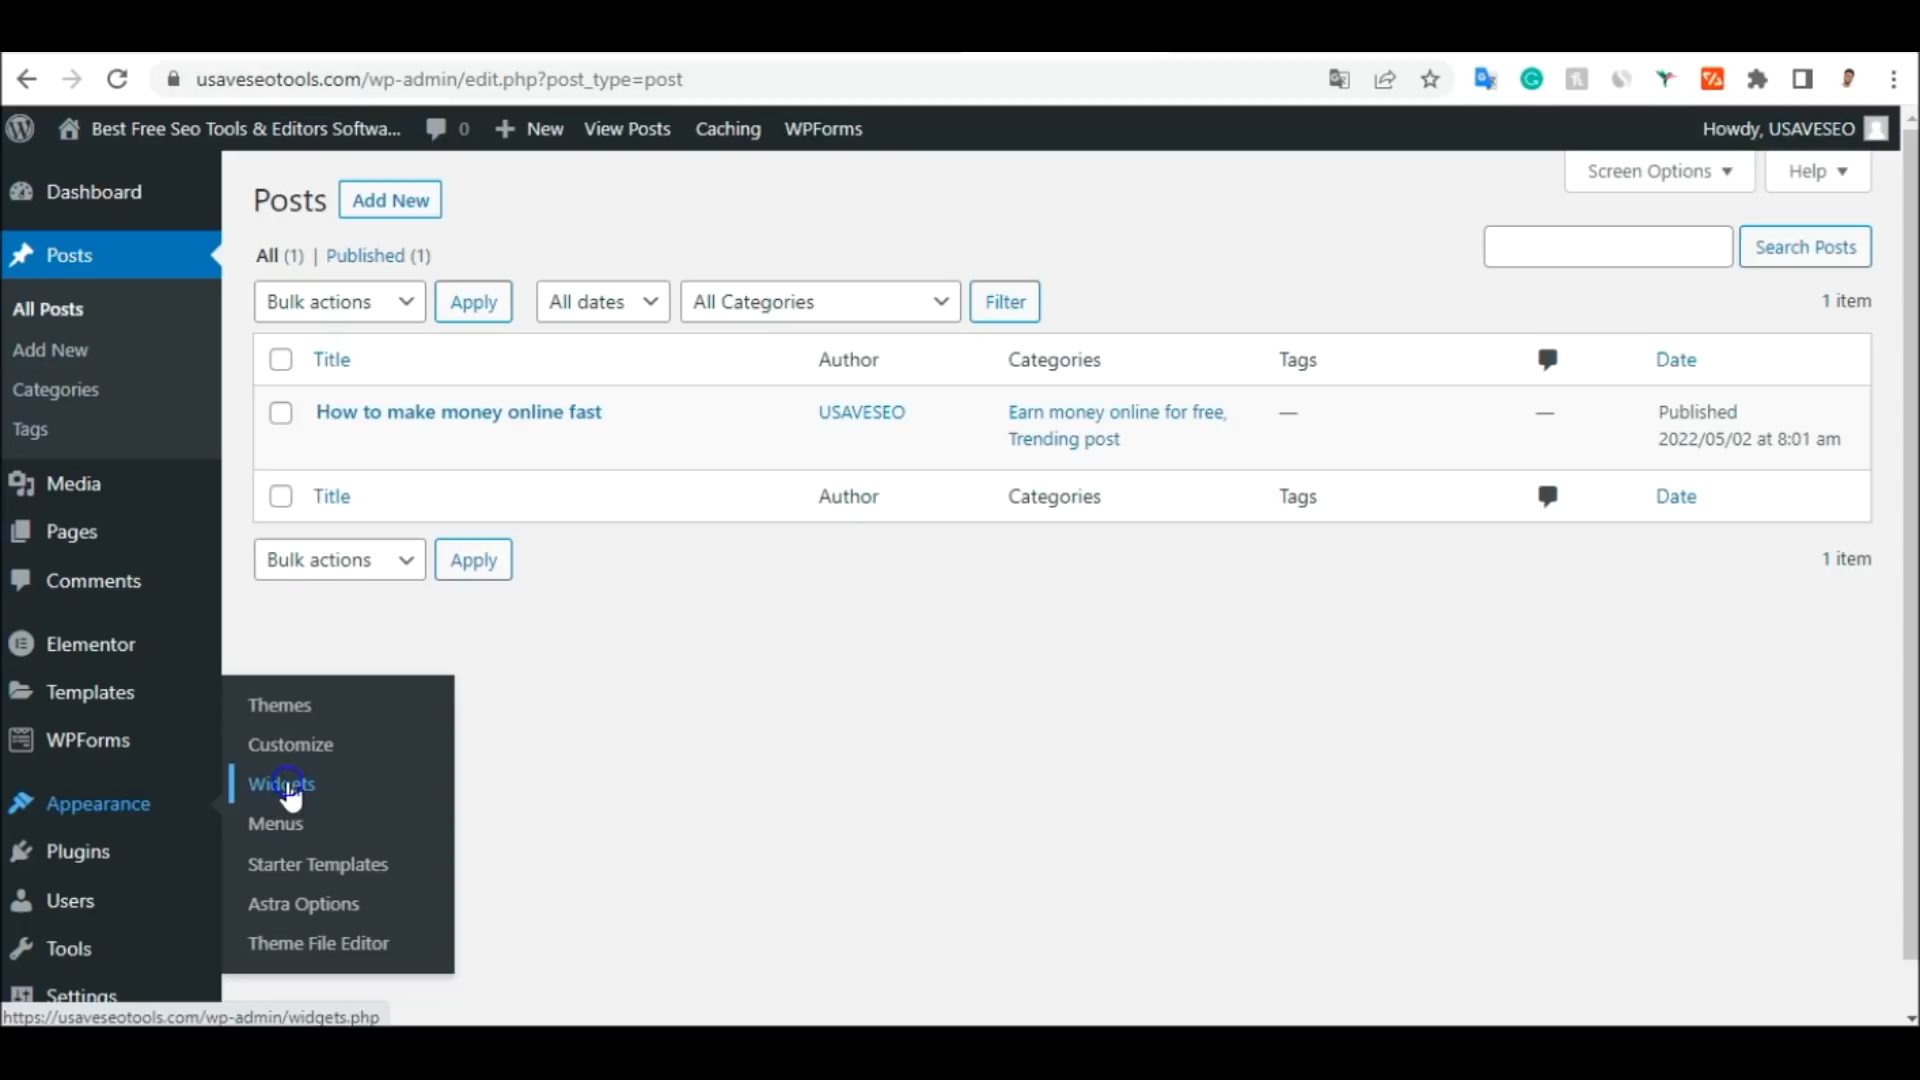 usaveseotools.com/wp-admin/edit.php?post_type=post
Best Free Seo Tools & Editors Softwa... 0 New View Posts Caching WPForms Howdy, USAVESEO
Screen Options Help
Dashboard
Posts
All Posts
Add New
Categories
Tags
Media
Pages
Comments
Elementor
Templates
WPForms
Appearance
Plugins
Users
Tools
Settings
Posts Add New
All (1) | Published (1)
Search Posts
Bulk actions Apply All dates All Categories Filter 1 item
Title Author Categories Tags Date
How to make money online fast USAVESEO Earn money online for free, — — Published
Trending post 2022/05/02 at 8:01 am
Title Author Categories Tags Date
Bulk actions Apply 1 item
Themes
Customize
Widgets
Menus
Starter Templates
Astra Options
Theme File Editor
https://usaveseotools.com/wp-admin/widgets.php